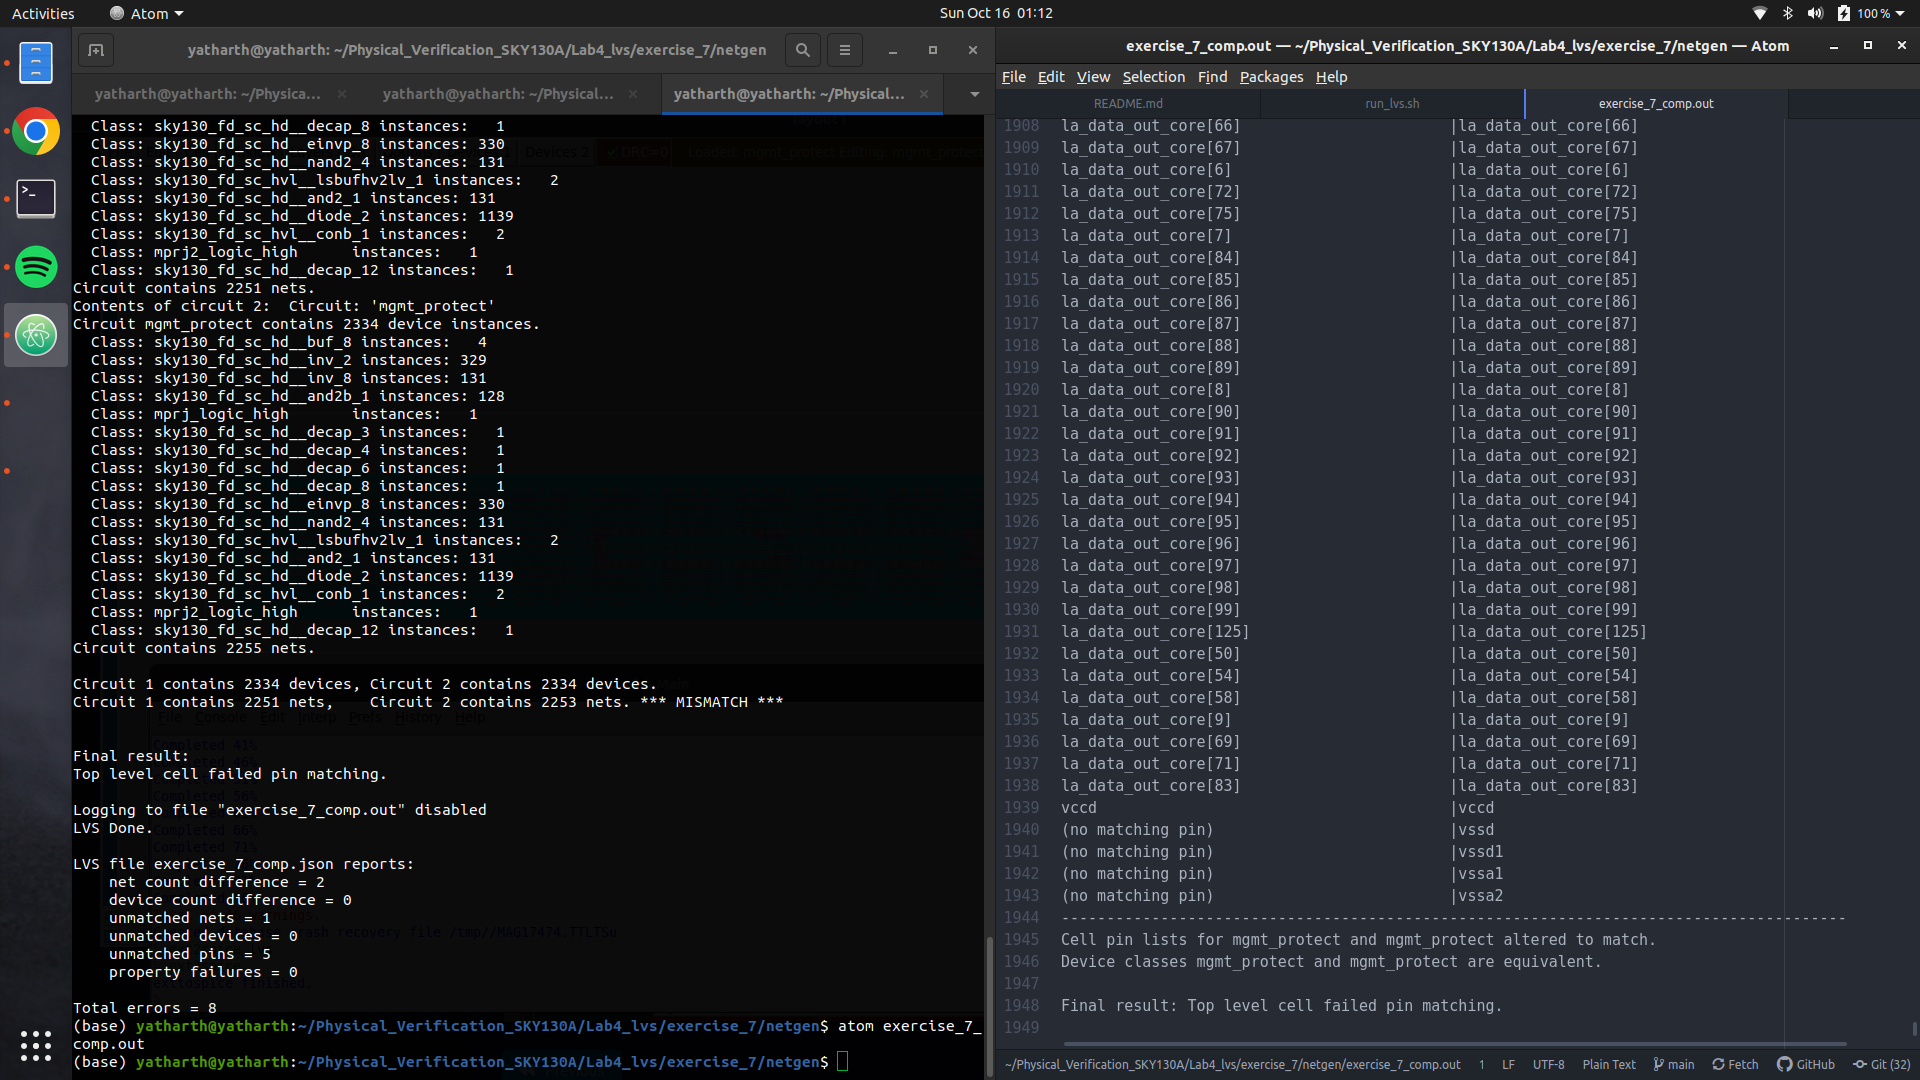 Activities
Atom
Sun Oct 16 01:12
100 %
yatharth@yatharth: ~/Physical_Verification_SKY130A/Lab4_lvs/exercise_7/netgen
yatharth@yatharth: ~/Physica...
yatharth@yatharth: ~/Physical...
yatharth@yatharth: ~/Physical...
Class: sky130_fd_sc_hd__decap_8 instances:   1
Class: sky130_fd_sc_hd__einvp_8 instances: 330
Class: sky130_fd_sc_hd__nand2_4 instances: 131
Class: sky130_fd_sc_hvl__lsbufhv2lv_1 instances:   2
Class: sky130_fd_sc_hd__and2_1 instances: 131
Class: sky130_fd_sc_hd__diode_2 instances: 1139
Class: sky130_fd_sc_hvl__conb_1 instances:   2
Class: mprj2_logic_high      instances:   1
Class: sky130_fd_sc_hd__decap_12 instances:   1
Circuit contains 2251 nets.
Contents of circuit 2:  Circuit: 'mgmt_protect'
Circuit mgmt_protect contains 2334 device instances.
Class: sky130_fd_sc_hd__buf_8 instances:   4
Class: sky130_fd_sc_hd__inv_2 instances: 329
Class: sky130_fd_sc_hd__inv_8 instances: 131
Class: sky130_fd_sc_hd__and2b_1 instances: 128
Class: mprj_logic_high       instances:   1
Class: sky130_fd_sc_hd__decap_3 instances:   1
Class: sky130_fd_sc_hd__decap_4 instances:   1
Class: sky130_fd_sc_hd__decap_6 instances:   1
Class: sky130_fd_sc_hd__decap_8 instances:   1
Class: sky130_fd_sc_hd__einvp_8 instances: 330
Class: sky130_fd_sc_hd__nand2_4 instances: 131
Class: sky130_fd_sc_hvl__lsbufhv2lv_1 instances:   2
Class: sky130_fd_sc_hd__and2_1 instances: 131
Class: sky130_fd_sc_hd__diode_2 instances: 1139
Class: sky130_fd_sc_hvl__conb_1 instances:   2
Class: mprj2_logic_high      instances:   1
Class: sky130_fd_sc_hd__decap_12 instances:   1
Circuit contains 2255 nets.
Circuit 1 contains 2334 devices, Circuit 2 contains 2334 devices.
Circuit 1 contains 2251 nets,    Circuit 2 contains 2253 nets. *** MISMATCH ***
Final result:
Top level cell failed pin matching.
Logging to file "exercise_7_comp.out" disabled
LVS Done.
LVS file exercise_7_comp.json reports:
net count difference = 2
device count difference = 0
unmatched nets = 1
unmatched devices = 0
unmatched pins = 5
property failures = 0
Total errors = 8
(base) yatharth@yatharth:~/Physical_Verification_SKY130A/Lab4_lvs/exercise_7/netgen$ atom exercise_7_
comp.out
(base) yatharth@yatharth:~/Physical_Verification_SKY130A/Lab4_lvs/exercise_7/netgen$
exercise_7_comp.out — ~/Physical_Verification_SKY130A/Lab4_lvs/exercise_7/netgen — Atom
File Edit View Selection Find Packages Help
README.md run_lvs.sh exercise_7_comp.out
1908 la_data_out_core[66] |la_data_out_core[66]
1909 la_data_out_core[67] |la_data_out_core[67]
1910 la_data_out_core[6] |la_data_out_core[6]
1911 la_data_out_core[72] |la_data_out_core[72]
1912 la_data_out_core[75] |la_data_out_core[75]
1913 la_data_out_core[7] |la_data_out_core[7]
1914 la_data_out_core[84] |la_data_out_core[84]
1915 la_data_out_core[85] |la_data_out_core[85]
1916 la_data_out_core[86] |la_data_out_core[86]
1917 la_data_out_core[87] |la_data_out_core[87]
1918 la_data_out_core[88] |la_data_out_core[88]
1919 la_data_out_core[89] |la_data_out_core[89]
1920 la_data_out_core[8] |la_data_out_core[8]
1921 la_data_out_core[90] |la_data_out_core[90]
1922 la_data_out_core[91] |la_data_out_core[91]
1923 la_data_out_core[92] |la_data_out_core[92]
1924 la_data_out_core[93] |la_data_out_core[93]
1925 la_data_out_core[94] |la_data_out_core[94]
1926 la_data_out_core[95] |la_data_out_core[95]
1927 la_data_out_core[96] |la_data_out_core[96]
1928 la_data_out_core[97] |la_data_out_core[97]
1929 la_data_out_core[98] |la_data_out_core[98]
1930 la_data_out_core[99] |la_data_out_core[99]
1931 la_data_out_core[125] |la_data_out_core[125]
1932 la_data_out_core[50] |la_data_out_core[50]
1933 la_data_out_core[54] |la_data_out_core[54]
1934 la_data_out_core[58] |la_data_out_core[58]
1935 la_data_out_core[9] |la_data_out_core[9]
1936 la_data_out_core[69] |la_data_out_core[69]
1937 la_data_out_core[71] |la_data_out_core[71]
1938 la_data_out_core[83] |la_data_out_core[83]
1939 vccd |vccd
1940 (no matching pin) |vssd
1941 (no matching pin) |vssd1
1942 (no matching pin) |vssa1
1943 (no matching pin) |vssa2
1944 ---------------------------------------------------------------------------------------
1945 Cell pin lists for mgmt_protect and mgmt_protect altered to match.
1946 Device classes mgmt_protect and mgmt_protect are equivalent.
1947
1948 Final result: Top level cell failed pin matching.
1949
~/Physical_Verification_SKY130A/Lab4_lvs/exercise_7/netgen/exercise_7_comp.out 1 LF UTF-8 Plain Text main Fetch GitHub Git (32)